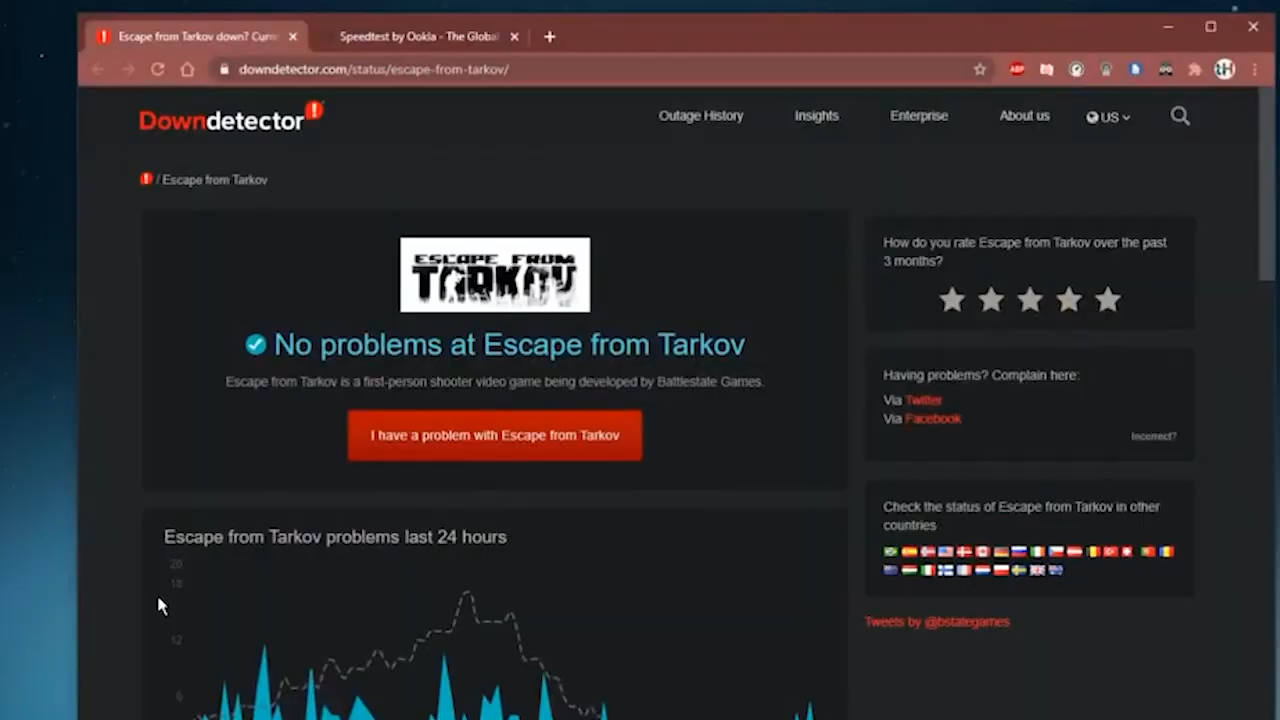 Escape from Tarkov down? Curr
Speedtest by Ookla - The Global
downdetector.com/status/escape-from-tarkov/
ABP
Downdetector
Outage History
Insights
Enterprise
About us
US
/ Escape from Tarkov
ESCAPE FROM
TARKOV
No problems at Escape from Tarkov
Escape from Tarkov is a first-person shooter video game being developed by Battlestate Games.
I have a problem with Escape from Tarkov
How do you rate Escape from Tarkov over the past
3 months?
Having problems? Complain here:
Via Twitter
Via Facebook
Incorrect?
Check the status of Escape from Tarkov in other
countries
Tweets by @bstategames
Escape from Tarkov problems last 24 hours
20
18
12
6